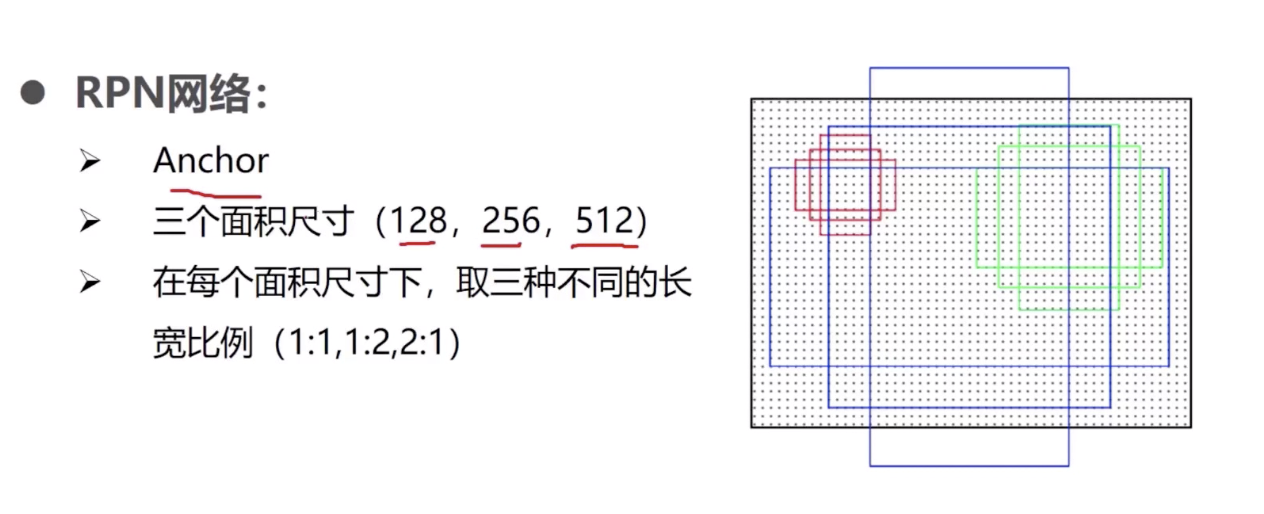 RPN网络：
Anchor
三个面积尺寸（128，256，512）
在每个面积尺寸下，取三种不同的长
宽比例（1:1,1:2,2:1）